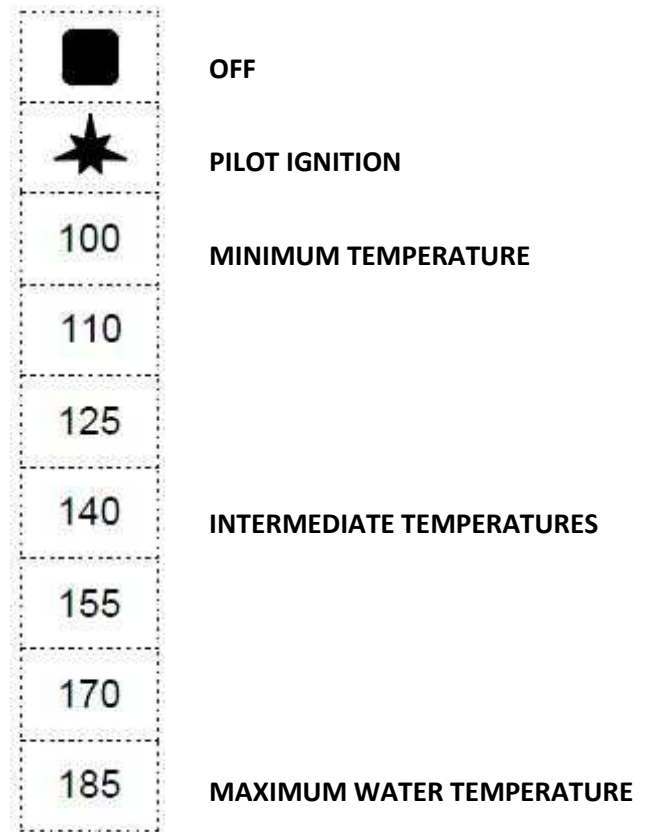 OFF
PILOT IGNITION
100 MINIMUM TEMPERATURE
110
125
140 INTERMEDIATE TEMPERATURES
155
170
185 MAXIMUM WATER TEMPERATURE